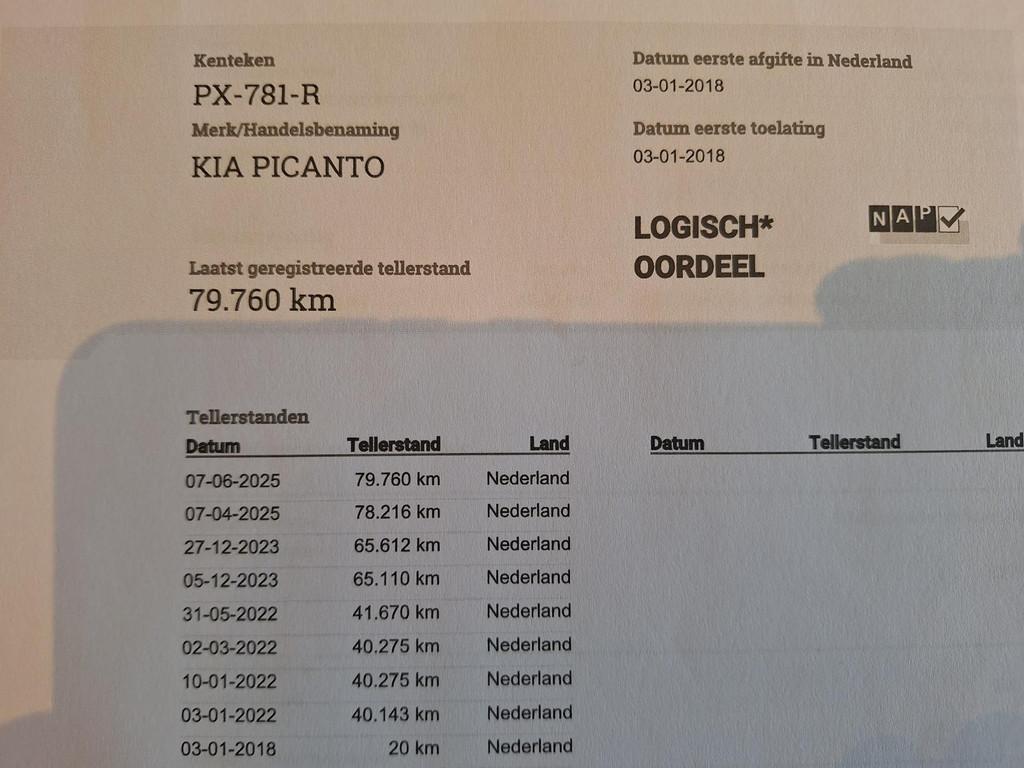 Kenteken
PX-781-R
Merk/Handelsbenaming
KIA PICANTO
Laatst geregistreerde tellerstand
79.760 km
Datum eerste afgifte in Nederland
03-01-2018
Datum eerste toelating
03-01-2018
LOGISCH*
OORDEEL
NAP
Tellerstanden
Datum Tellerstand Land
07-06-2025 79.760 km Nederland
07-04-2025 78.216 km Nederland
27-12-2023 65.612 km Nederland
05-12-2023 65.110 km Nederland
31-05-2022 41.670 km Nederland
02-03-2022 40.275 km Nederland
10-01-2022 40.275 km Nederland
03-01-2022 40.143 km Nederland
03-01-2018 20 km Nederland
Datum Tellerstand Land